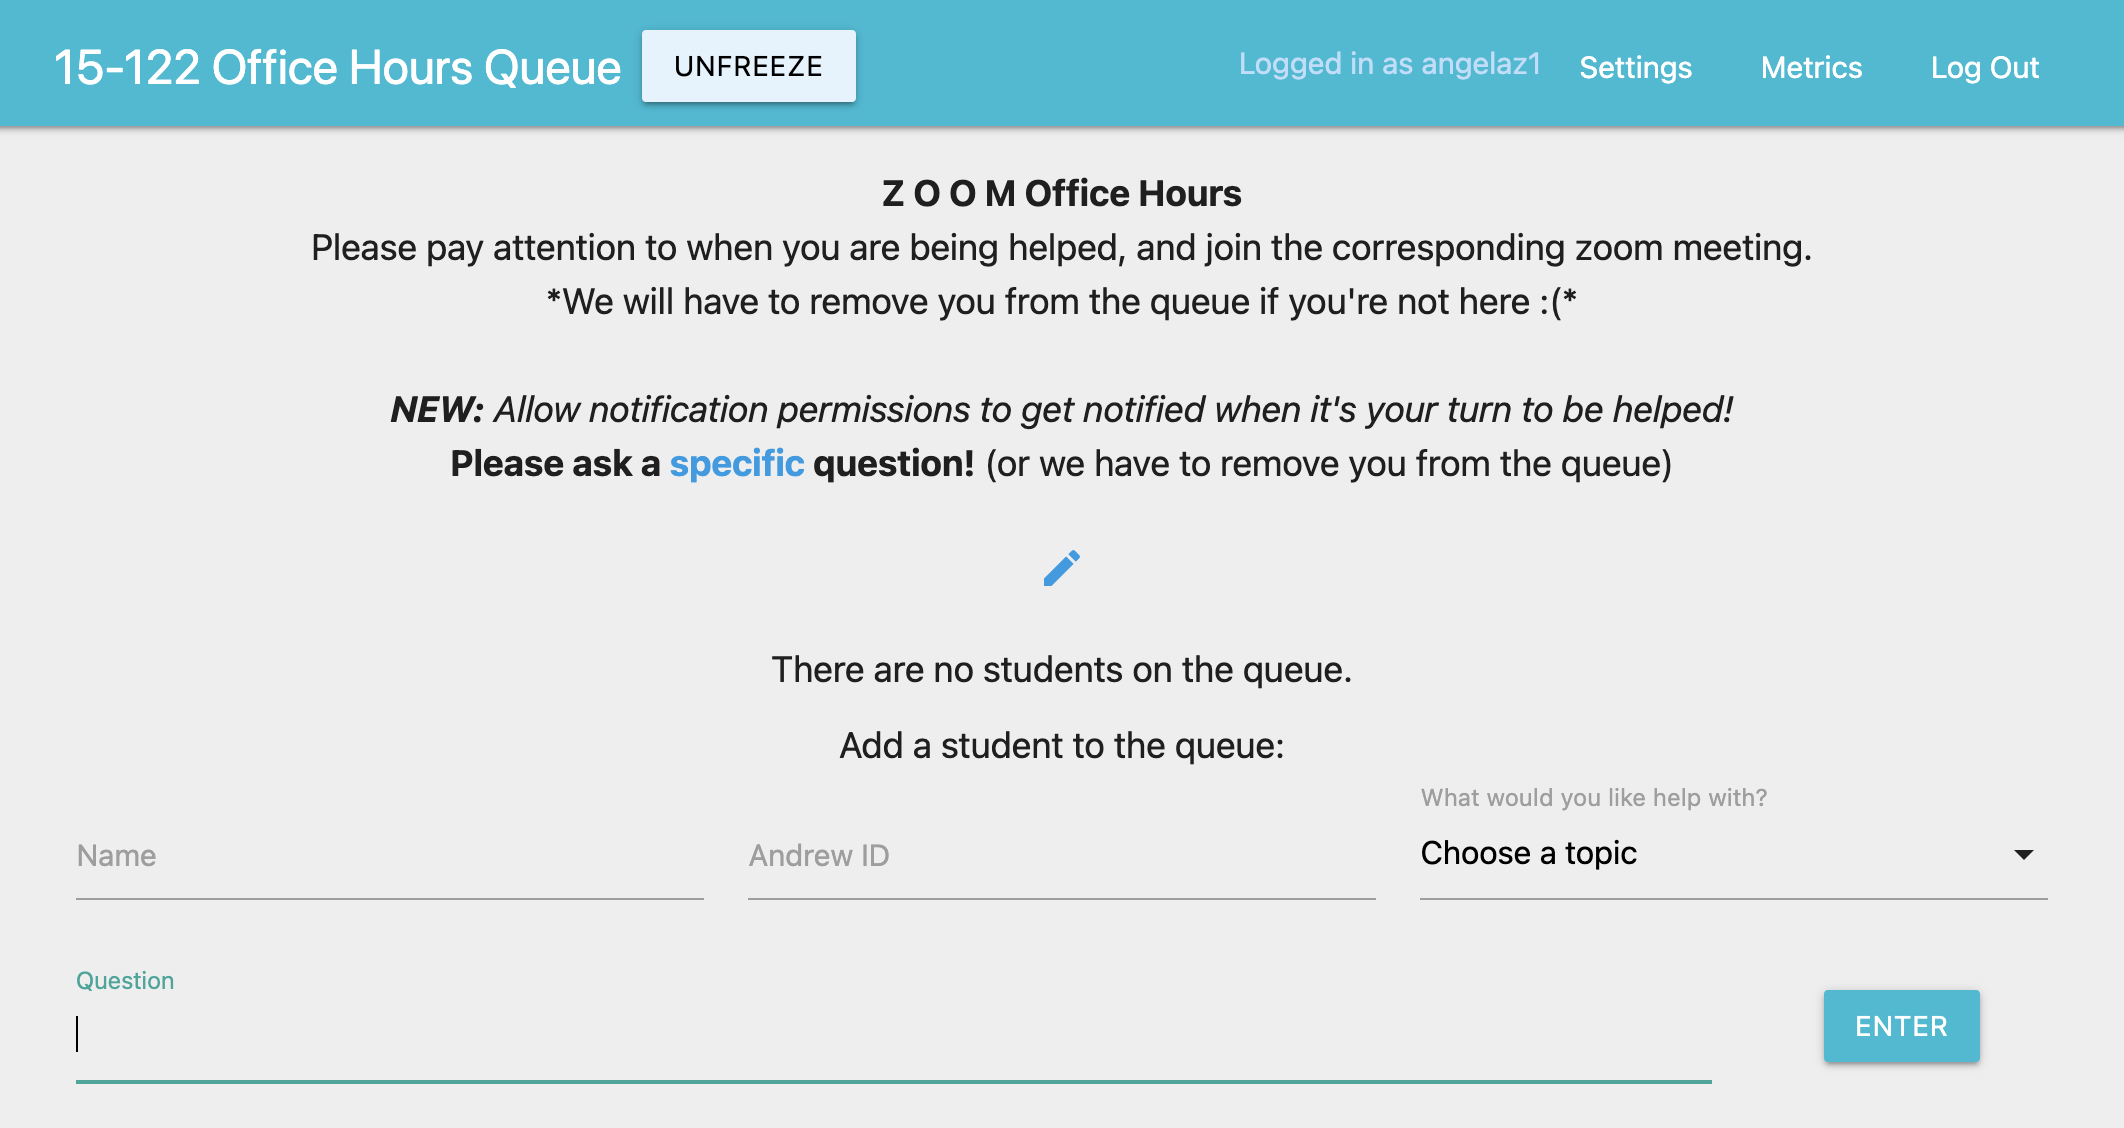 15-122 Office Hours Queue UNFREEZE Logged in as angelaz1 Settings Metrics Log Out
Z O O M Office Hours
Please pay attention to when you are being helped, and join the corresponding zoom meeting.
*We will have to remove you from the queue if you're not here :(*
NEW: Allow notification permissions to get notified when it's your turn to be helped!
Please ask a specific question! (or we have to remove you from the queue)
There are no students on the queue.
Add a student to the queue:
What would you like help with?
Name Andrew ID Choose a topic
Question
ENTER